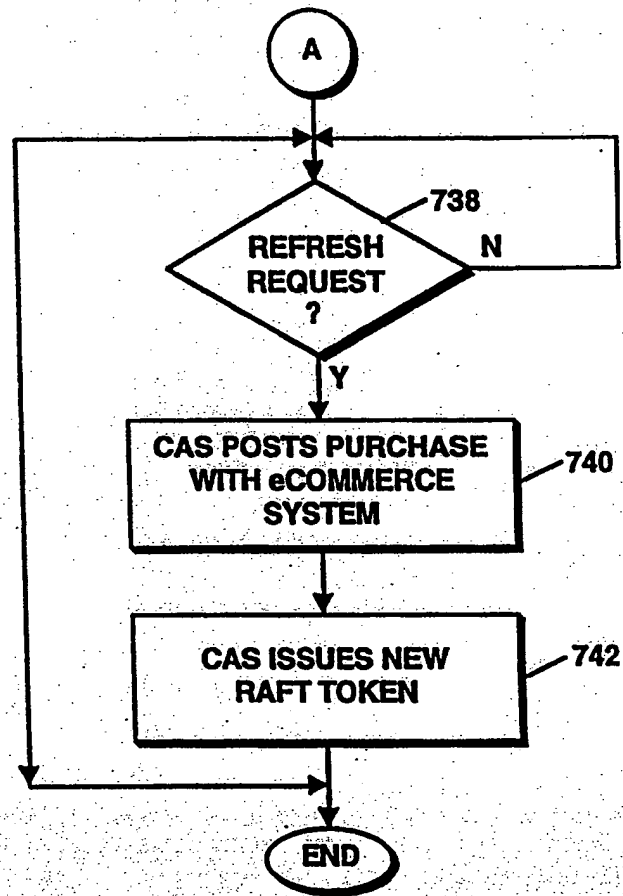 A
738
REFRESH
REQUEST
?
N
Y
CAS POSTS PURCHASE
WITH eCOMMERCE
SYSTEM
740
CAS ISSUES NEW
RAFT TOKEN
742
END